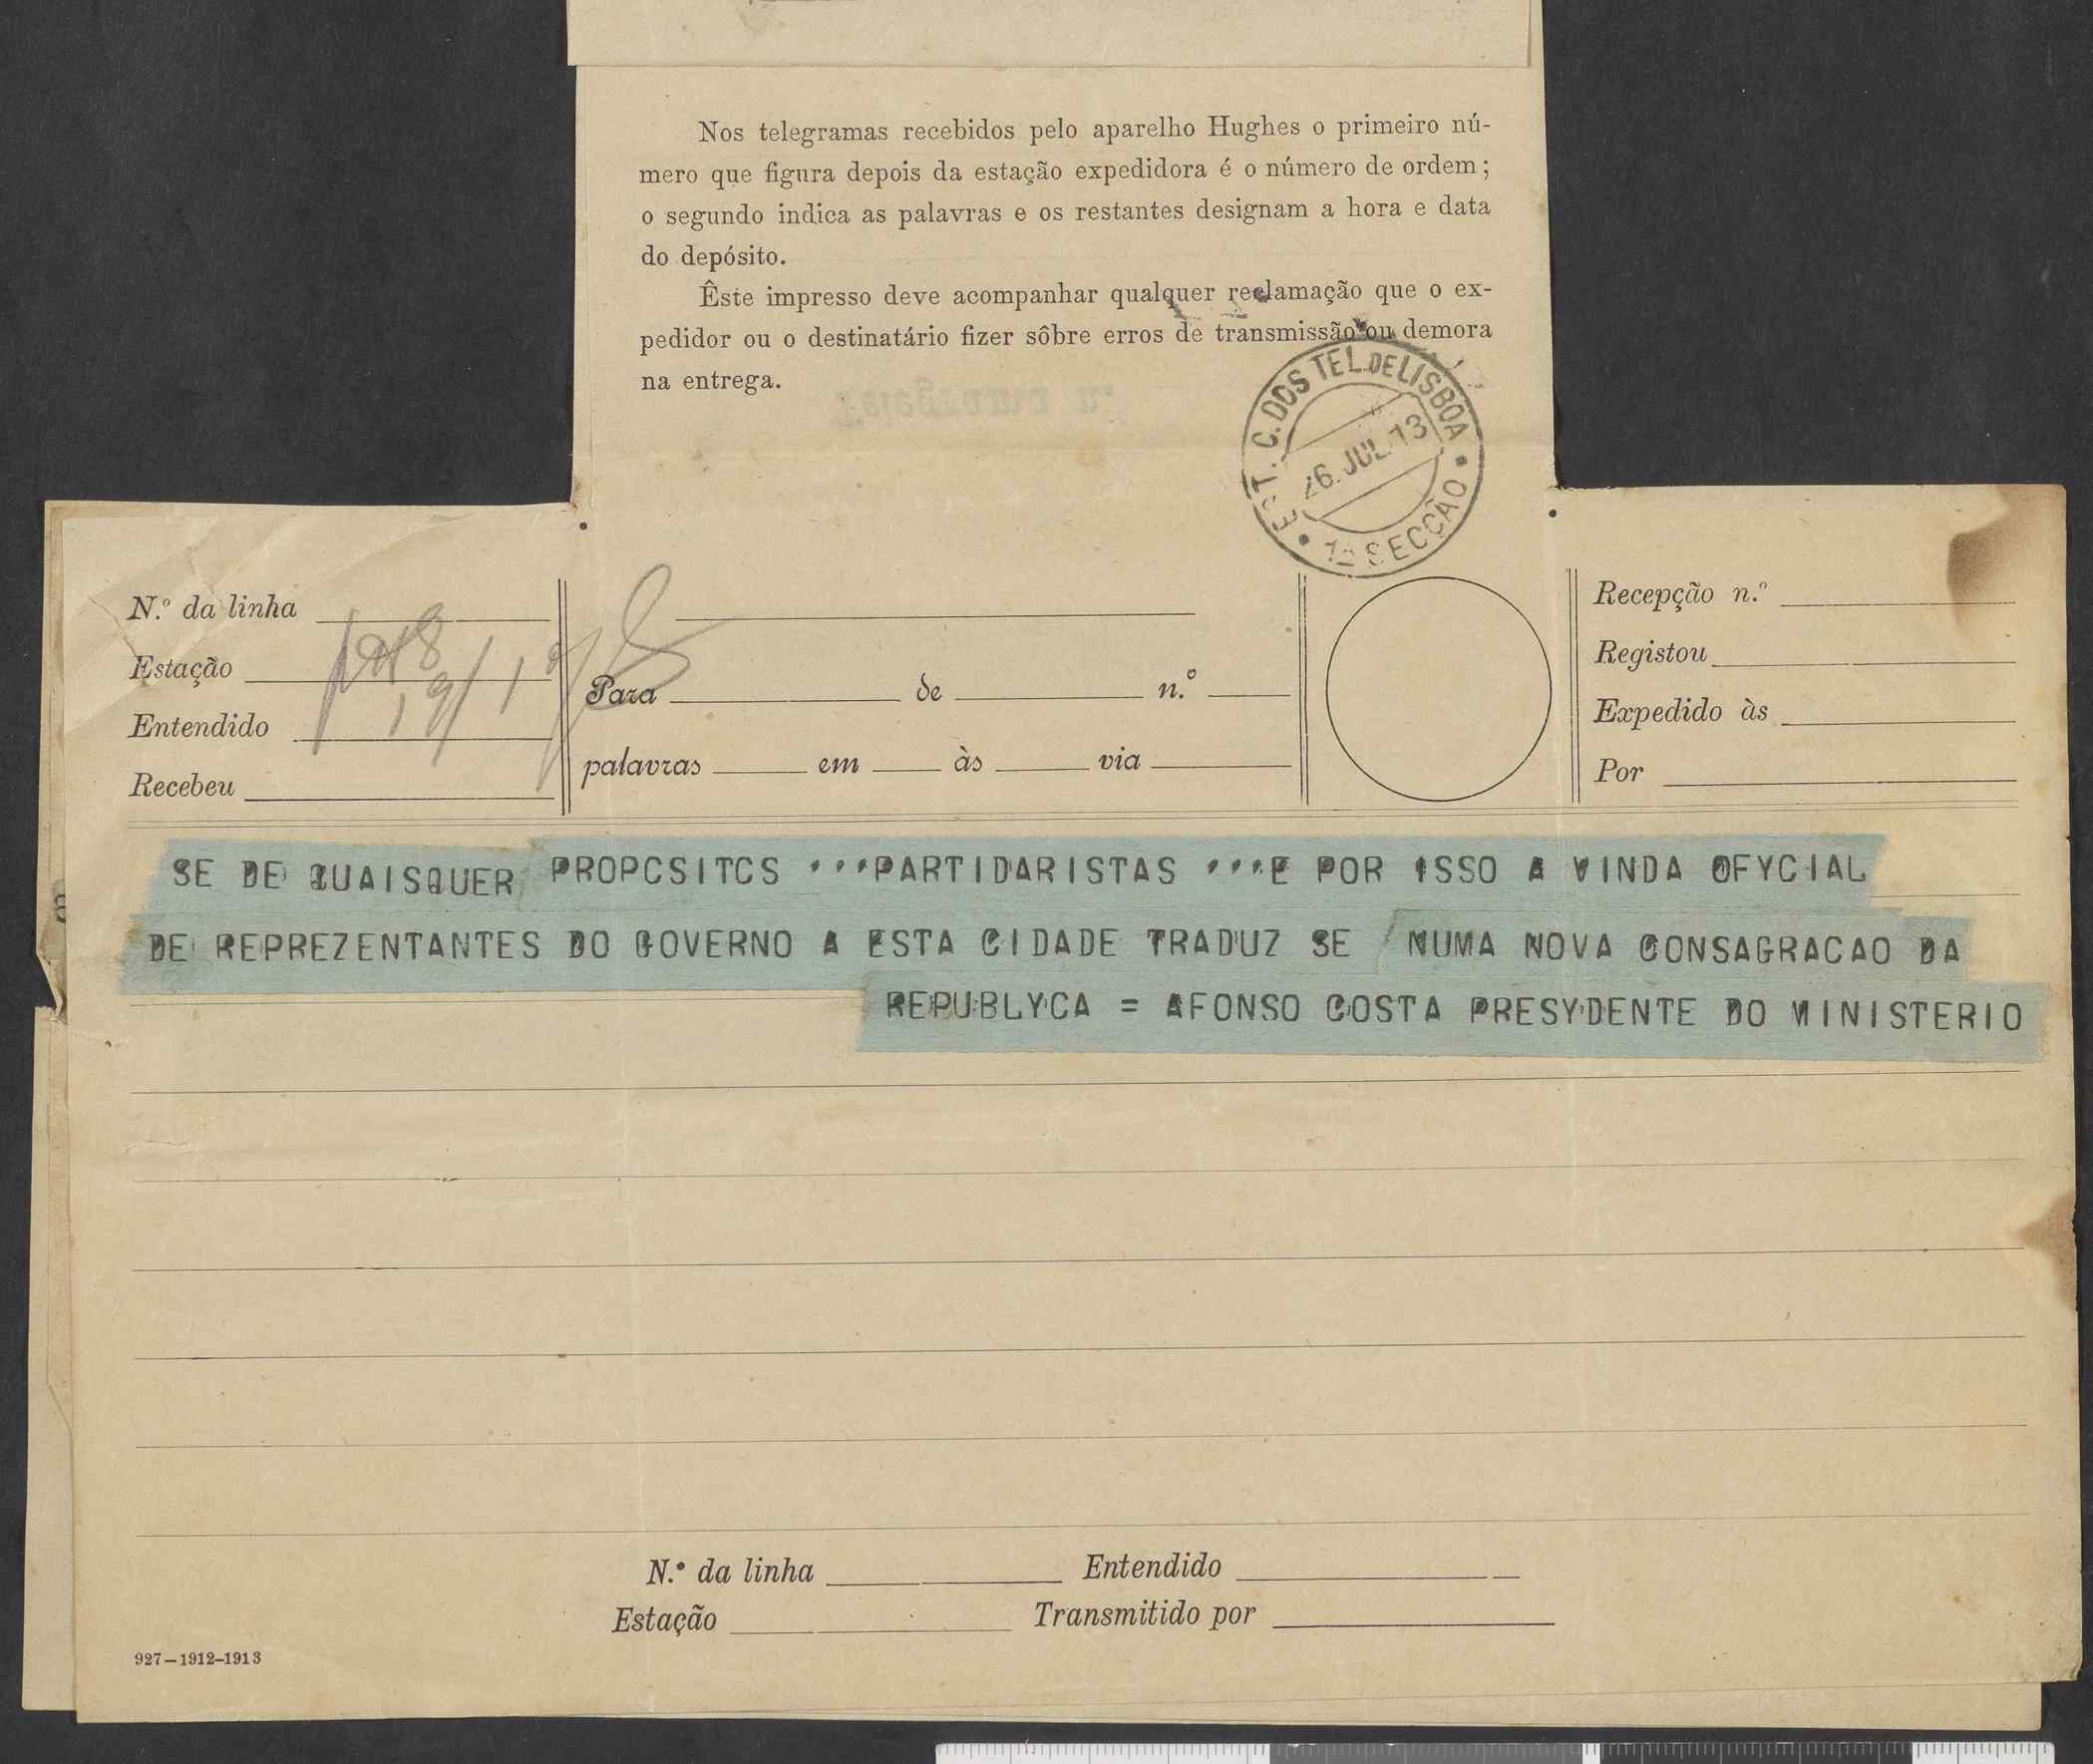 Nos telegramas recebidos pelo aparelho Hughes o primeiro nú-
mero que figura depois da estação expedidora é o número de ordem;
o segundo indica as palavras e os restantes designam a hora e data
do depósito.
Êste impresso deve acompanhar qualquer reclamação que o ex-
pedidor ou o destinatário fizer sôbre erros de transmissão ou demora
na entrega.
EST. C. DOS TEL. DE LISBOA
26. JUL. 13
1ª SECÇÃO
N.º da linha
Estação
Entendido
Recebeu
Para de n.º
palavras em às via
Recepção n.º
Registou
Expedido às
Por
SE DE QUAISQUER PROPCSITCS ,,,PARTIDARISTAS ,,,E POR ISSO A VINDA OFYCIAL
DE REPREZENTANTES DO GOVERNO A ESTA CIDADE TRADUZ SE NUMA NOVA CONSAGRACAO DA
REPUBLYCA = AFONSO COSTA PRESYDENTE DO MINISTERIO
N.º da linha Entendido
Estação Transmitido por
927—1912-1913